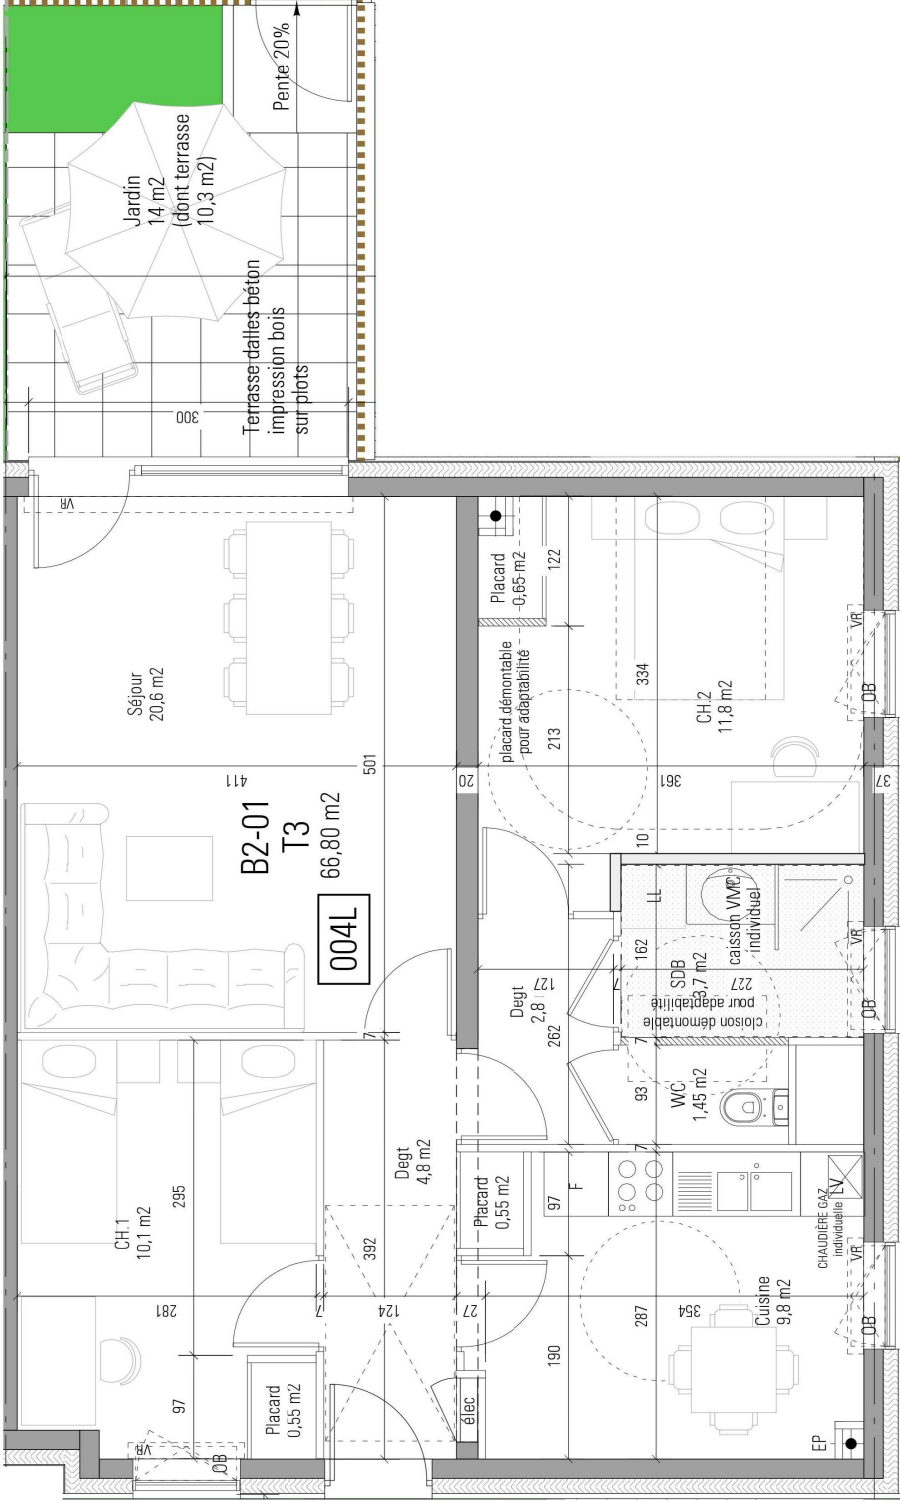 Pente 20%
Jardin
14 m2
(dont terrasse
10,3 m2)
Terrasse dalles béton
impression bois
sur plots
300
VR
Séjour
20,6 m2
411
501
B2-01
T3
66,80 m2
004L
20
Placard
0,65 m2
122
placard démontable
pour adaptabilité
213
334
CH.2
11,8 m2
361
10
VR
OB
37
Degt
2,8
127
7
262
LL
162
SDB
3,7 m2
227
caisson VMC
individuel
cloison démontable
pour adaptabilité
VR
OB
7
7
93
WC
1,45 m2
7
CH.1
10,1 m2
295
281
97
Placard
0,55 m2
VR
OB
Degt
4,8 m2
392
7
124
27
Placard
0,55 m2
97
F
CHAUDIÈRE GAZ
individuelle
LV
VR
OB
Cuisine
9,8 m2
354
287
190
élec
EP